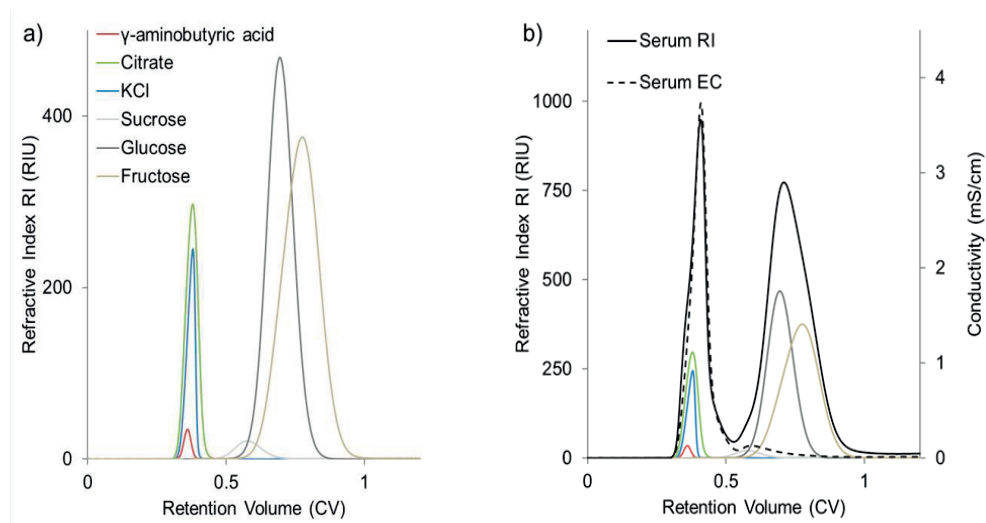 a)
γ-aminobutyric acid
Citrate
KCl
Sucrose
Glucose
Fructose
Refractive Index RI (RIU)
400
200
0
0
0.5
1
Retention Volume (CV)
b)
Serum RI
Serum EC
Refractive Index RI (RIU)
1000
750
500
250
0
0
0.5
1
Retention Volume (CV)
4
3
2
1
0
Conductivity (mS/cm)